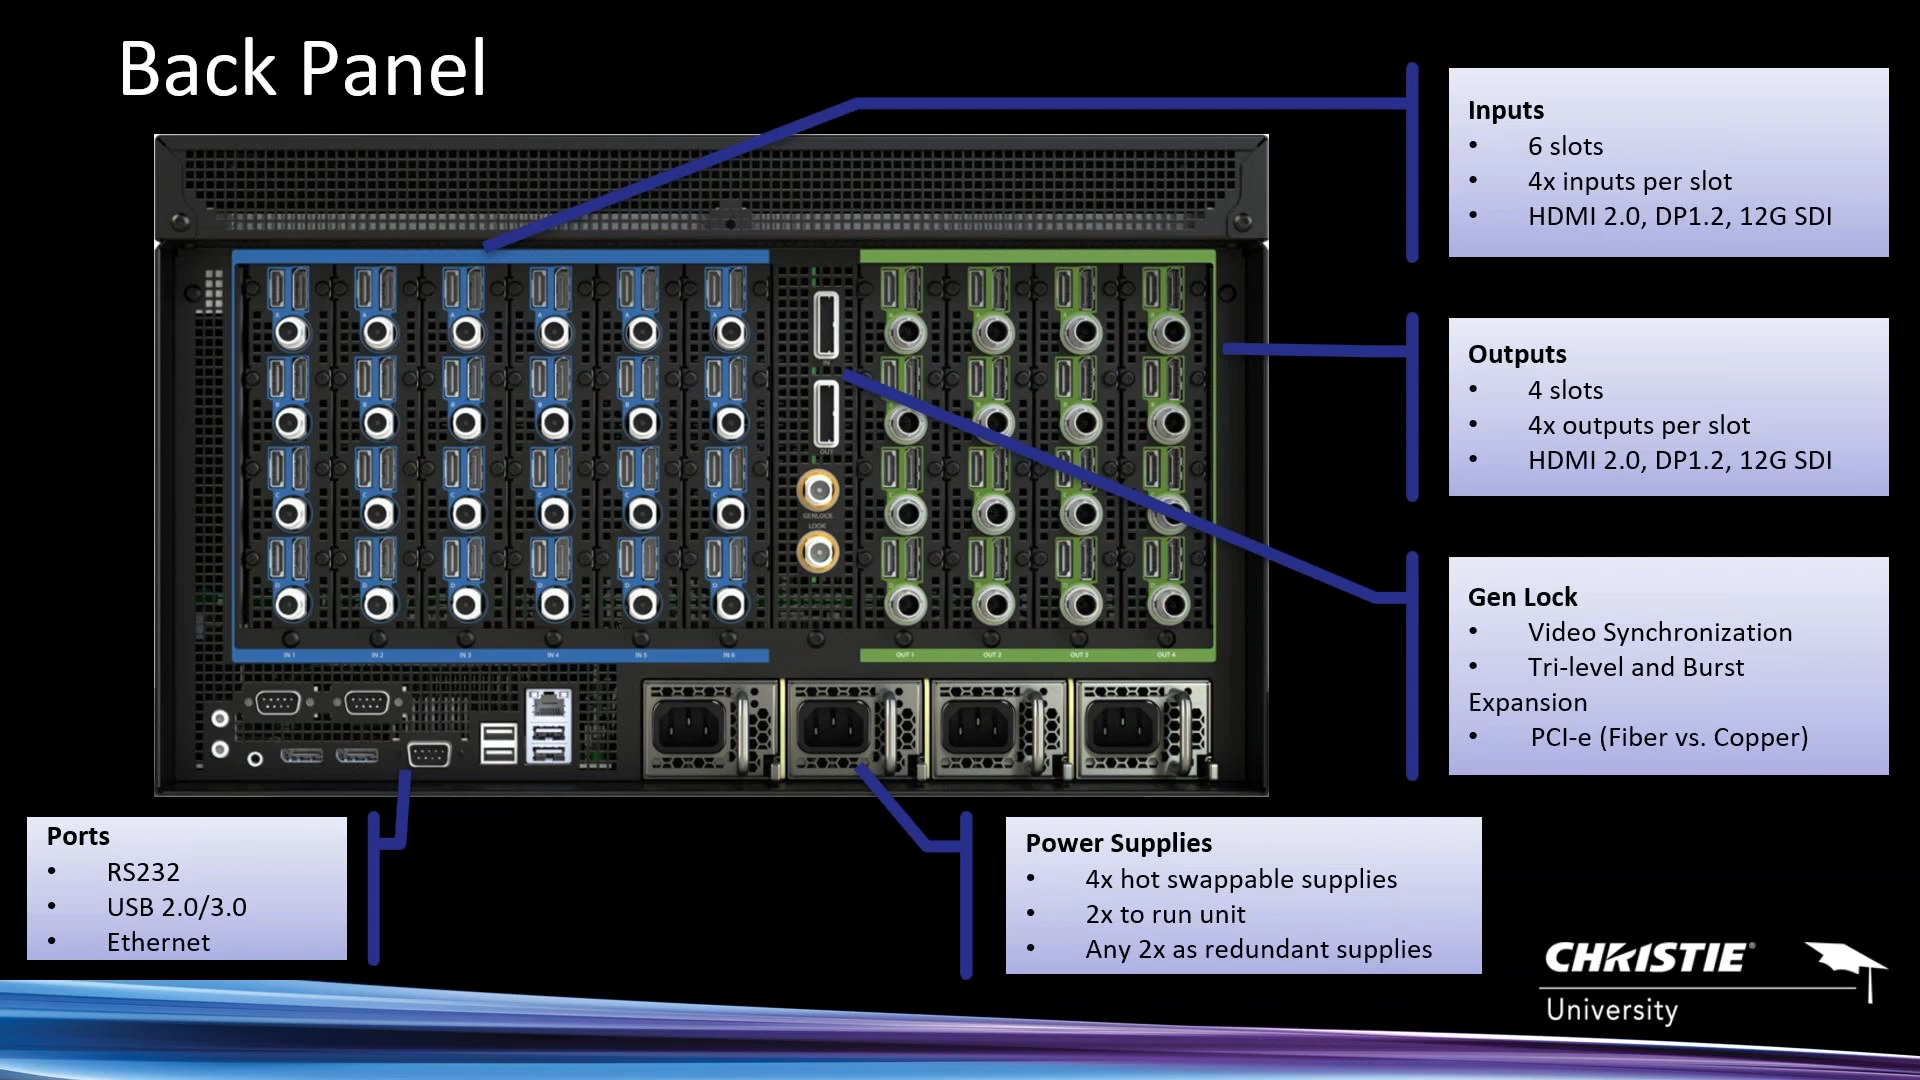 Back Panel
Inputs
• 6 slots
• 4x inputs per slot
• HDMI 2.0, DP1.2, 12G SDI
Outputs
• 4 slots
• 4x outputs per slot
• HDMI 2.0, DP1.2, 12G SDI
Gen Lock
• Video Synchronization
• Tri-level and Burst
Expansion
• PCI-e (Fiber vs. Copper)
IN
OUT
GENLOCK
LOOP
A A A A A A
B B B B B B
C C C C C C
D D D D D D
IN 1 IN 2 IN 3 IN 4 IN 5 IN 6 OUT 1 OUT 2 OUT 3 OUT 4
Ports
• RS232
• USB 2.0/3.0
• Ethernet
Power Supplies
• 4x hot swappable supplies
• 2x to run unit
• Any 2x as redundant supplies
CHRISTIE®
University